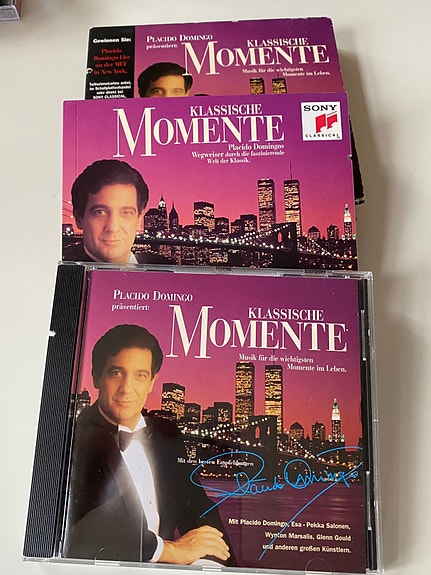 Gewinnen Sie:
Placido
Domingo Live
an der MET
in New York.
Teilnahmekarten anbei,
im Schallplattenhandel
oder direkt bei
SONY CLASSICAL.
PLACIDO DOMINGO
präsentiert:
KLASSISCHE
MOMENTE
Musik für die wichtigsten
Momente im Leben.
KLASSISCHE
MOMENTE
Placido Domingos
Wegweiser durch die faszinierende
Welt der Klassik.
SONY
CLASSICAL
PLACIDO DOMINGO
präsentiert:
KLASSISCHE
MOMENTE
Musik für die wichtigsten
Momente im Leben.
Mit den besten Empfehlungen
Placido Domingo
Mit Placido Domingo, Esa - Pekka Salonen,
Wynton Marsalis, Glenn Gould
und anderen großen Künstlern.